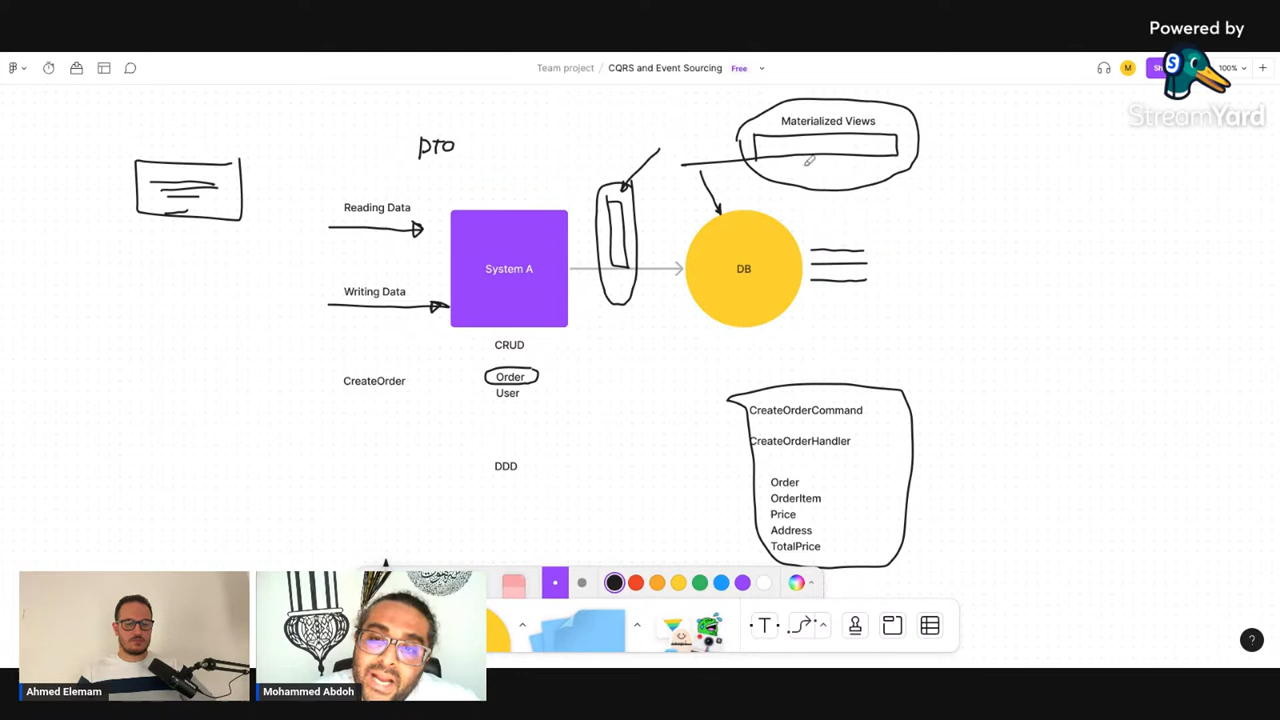 Powered by
StreamYard
Team project / CQRS and Event Sourcing Free
M
Sh
100%
Materialized Views
DTO
Reading Data
Writing Data
System A
DB
CRUD
CreateOrder
Order
User
DDD
CreateOrderCommand
CreateOrderHandler
Order
OrderItem
Price
Address
TotalPrice
T
?
Ahmed Elemam
Mohammed Abdoh